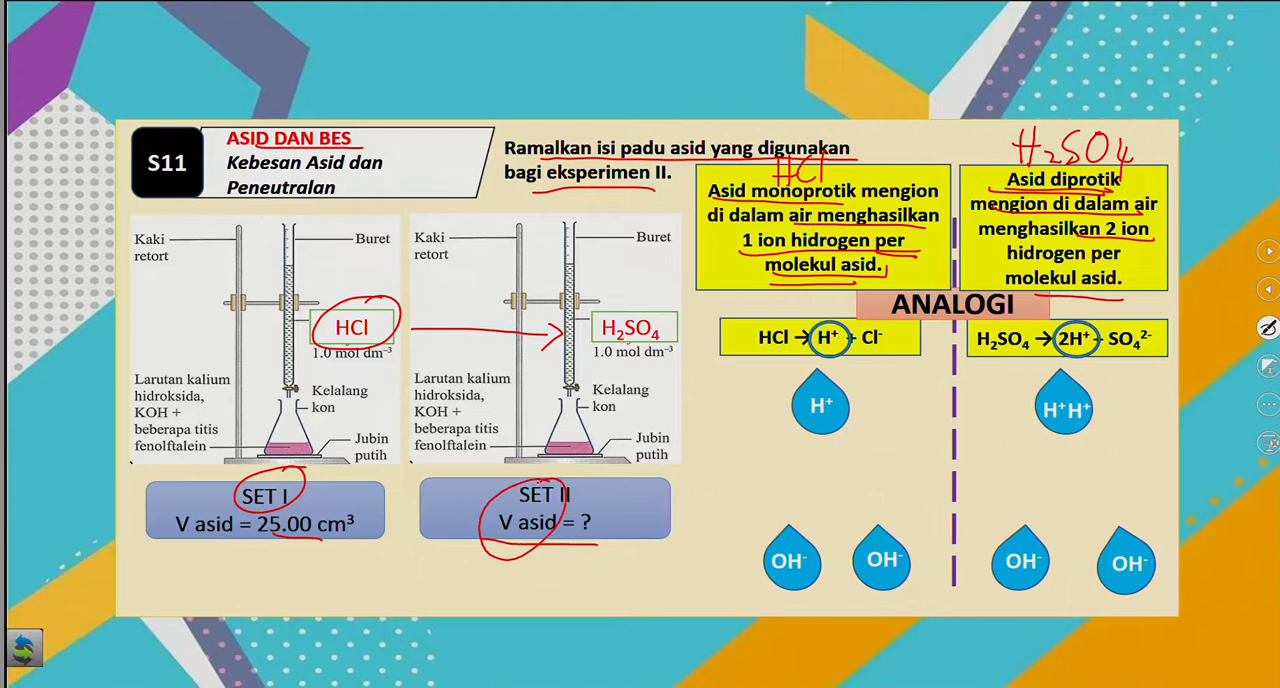 S11
ASID DAN BES
Kebesan Asid dan
Peneutralan
Ramalkan isi padu asid yang digunakan
bagi eksperimen II.
HCl
Asid monoprotik mengion
di dalam air menghasilkan
1 ion hidrogen per
molekul asid.
H₂SO₄
Asid diprotik
mengion di dalam air
menghasilkan 2 ion
hidrogen per
molekul asid.
ANALOGI
HCl → H⁺ + Cl⁻
H₂SO₄ → 2H⁺ + SO₄²⁻
H⁺
H⁺H⁺
OH⁻
OH⁻
OH⁻
OH⁻
Kaki
retort
Buret
HCl
1.0 mol dm⁻³
Larutan kalium
hidroksida,
KOH +
beberapa titis
fenolftalein
Kelalang
kon
Jubin
putih
SET I
V asid = 25.00 cm³
Kaki
retort
Buret
H₂SO₄
1.0 mol dm⁻³
Larutan kalium
hidroksida,
KOH +
beberapa titis
fenolftalein
Kelalang
kon
Jubin
putih
SET II
V asid = ?